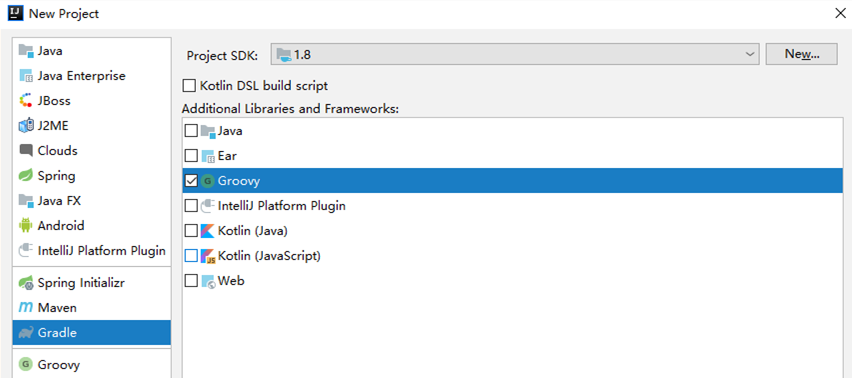 New Project
Java
Java Enterprise
JBoss
J2ME
Clouds
Spring
Java FX
Android
IntelliJ Platform Plugin
Spring Initializr
Maven
Gradle
Groovy
Project SDK: 1.8 New...
Kotlin DSL build script
Additional Libraries and Frameworks:
Java
Ear
Groovy
IntelliJ Platform Plugin
Kotlin (Java)
Kotlin (JavaScript)
Web